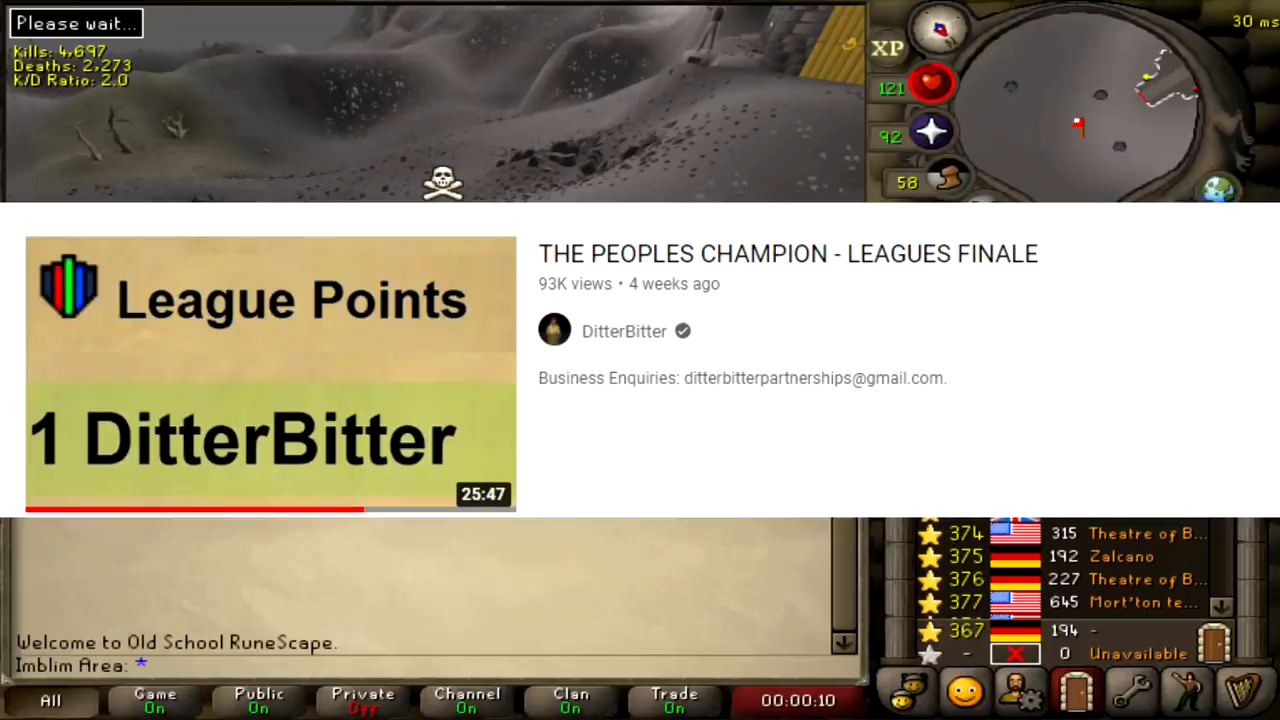 Please wait...
Kills: 4,697
Deaths: 2,273
K/D Ratio: 2.0
XP
30 ms
121
92
58
League Points
1 DitterBitter
25:47
THE PEOPLES CHAMPION - LEAGUES FINALE
93K views • 4 weeks ago
DitterBitter
Business Enquiries: ditterbitterpartnerships@gmail.com.
374 315 Theatre of B...
375 192 Zalcano
376 227 Theatre of B...
377 645 Mort'ton te...
367 194 -
- 0 Unavailable
Welcome to Old School RuneScape.
Imblim Area: *
All
Game On
Public On
Private Off
Channel On
Clan On
Trade On
00:00:10